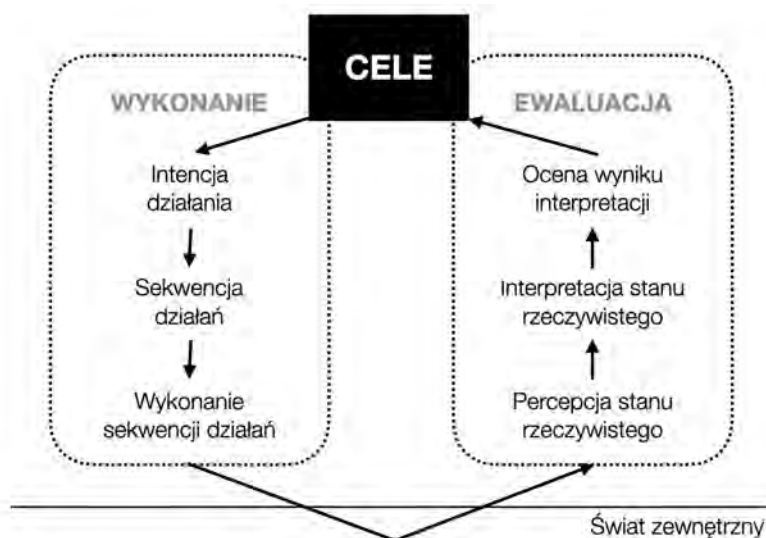 CELE
WYKONANIE
Intencja
działania
Sekwencja
działań
Wykonanie
sekwencji działań
EWALUACJA
Ocena wyniku
interpretacji
Interpretacja stanu
rzeczywistego
Percepcja stanu
rzeczywistego
Świat zewnętrzny